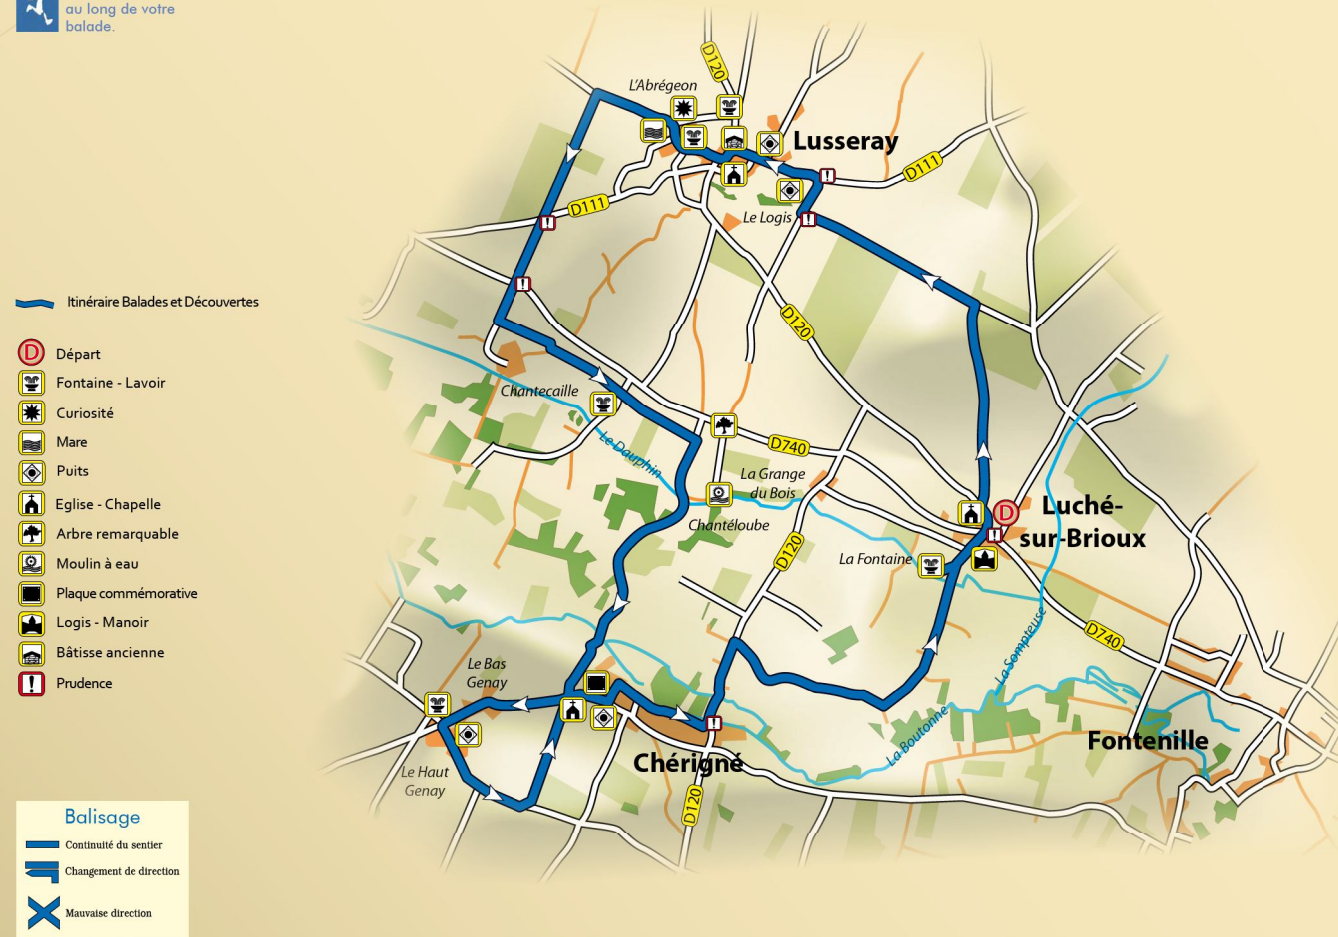 au long de votre
balade.
Itinéraire Balades et Découvertes
D
Départ
Fontaine - Lavoir
Curiosité
Mare
Puits
Eglise - Chapelle
Arbre remarquable
Moulin à eau
Plaque commémorative
Logis - Manoir
Bâtisse ancienne
! Prudence
Balisage
Continuité du sentier
Changement de direction
Mauvaise direction
D120
L'Abrégeon
Lusseray
D111
D111
Le Logis
D120
Chantecaille
Le Dauphin
D740
La Grange
du Bois
Chantéloube
D
Luché-
sur-Brioux
La Fontaine
D120
La Sompteuse
D740
Le Bas
Genay
La Boutonne
Fontenille
Chérigné
Le Haut
Genay
D120